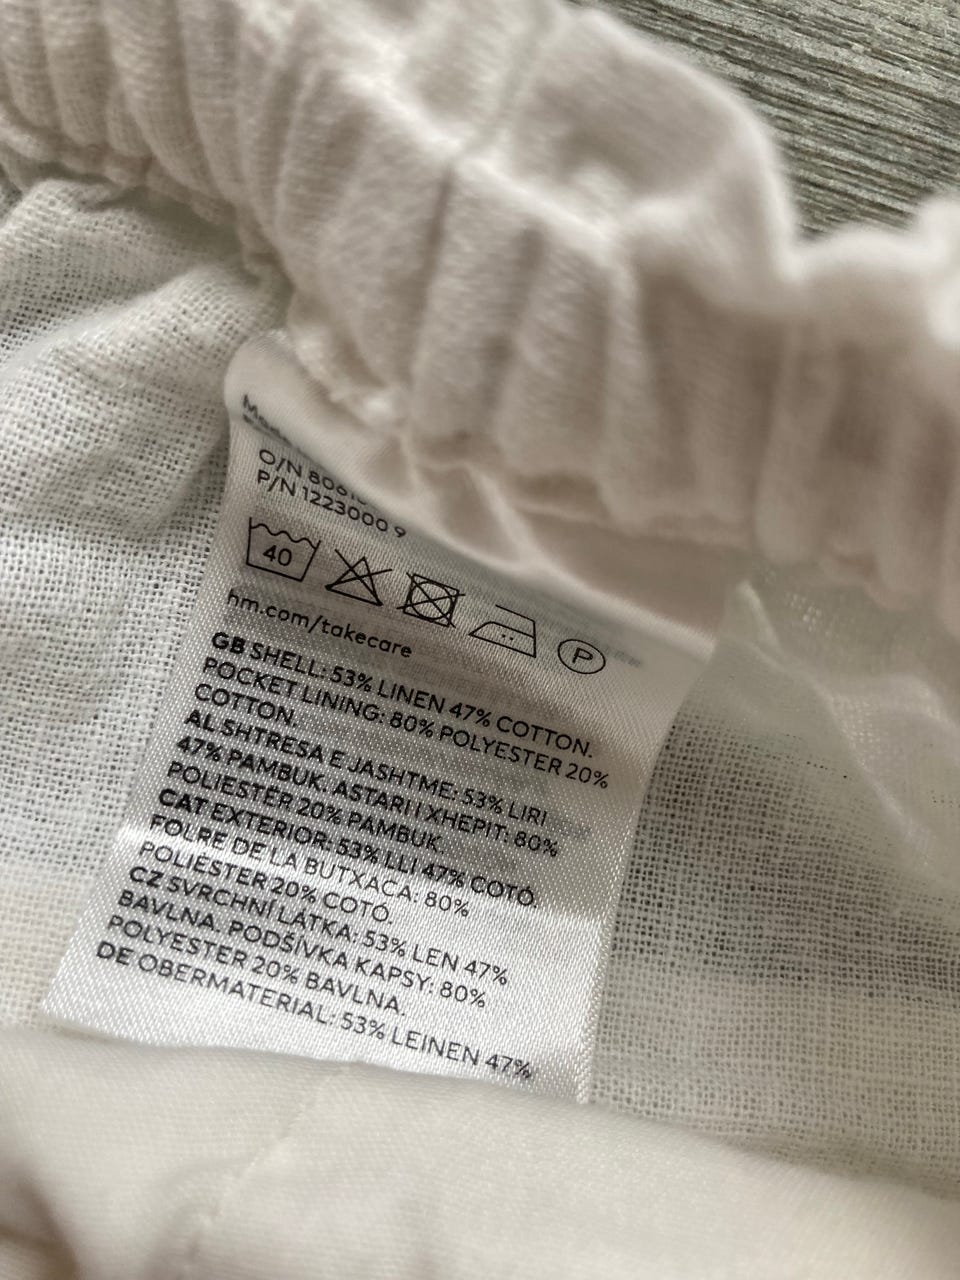 O/N
P/N 1223000 9
40
P
hm.com/takecare
GB SHELL: 53% LINEN 47% COTTON.
POCKET LINING: 80% POLYESTER 20%
COTTON.
AL SHTRESA E JASHTME: 53% LIRI
47% PAMBUK. ASTARI I XHEPIT: 80%
POLIESTËR 20% PAMBUK.
CAT EXTERIOR: 53% LLI 47% COTÓ.
FOLRE DE LA BUTXACA: 80%
POLIÈSTER 20% COTÓ.
CZ SVRCHNÍ LÁTKA: 53% LEN 47%
BAVLNA. PODŠÍVKA KAPSY: 80%
POLYESTER 20% BAVLNA.
DE OBERMATERIAL: 53% LEINEN 47%